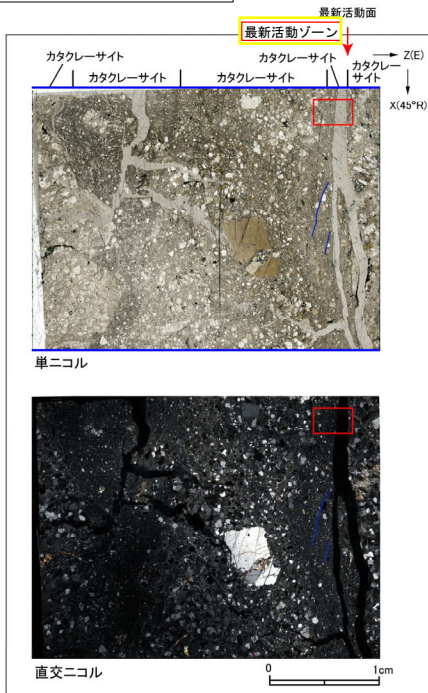 最新活動面
最新活動ゾーン
カタクレーサイト
カタクレーサイト
カタクレーサイト
カタクレーサイト
カタクレーサイト
Z(E)
X(45°R)
単ニコル
直交ニコル
0 1cm